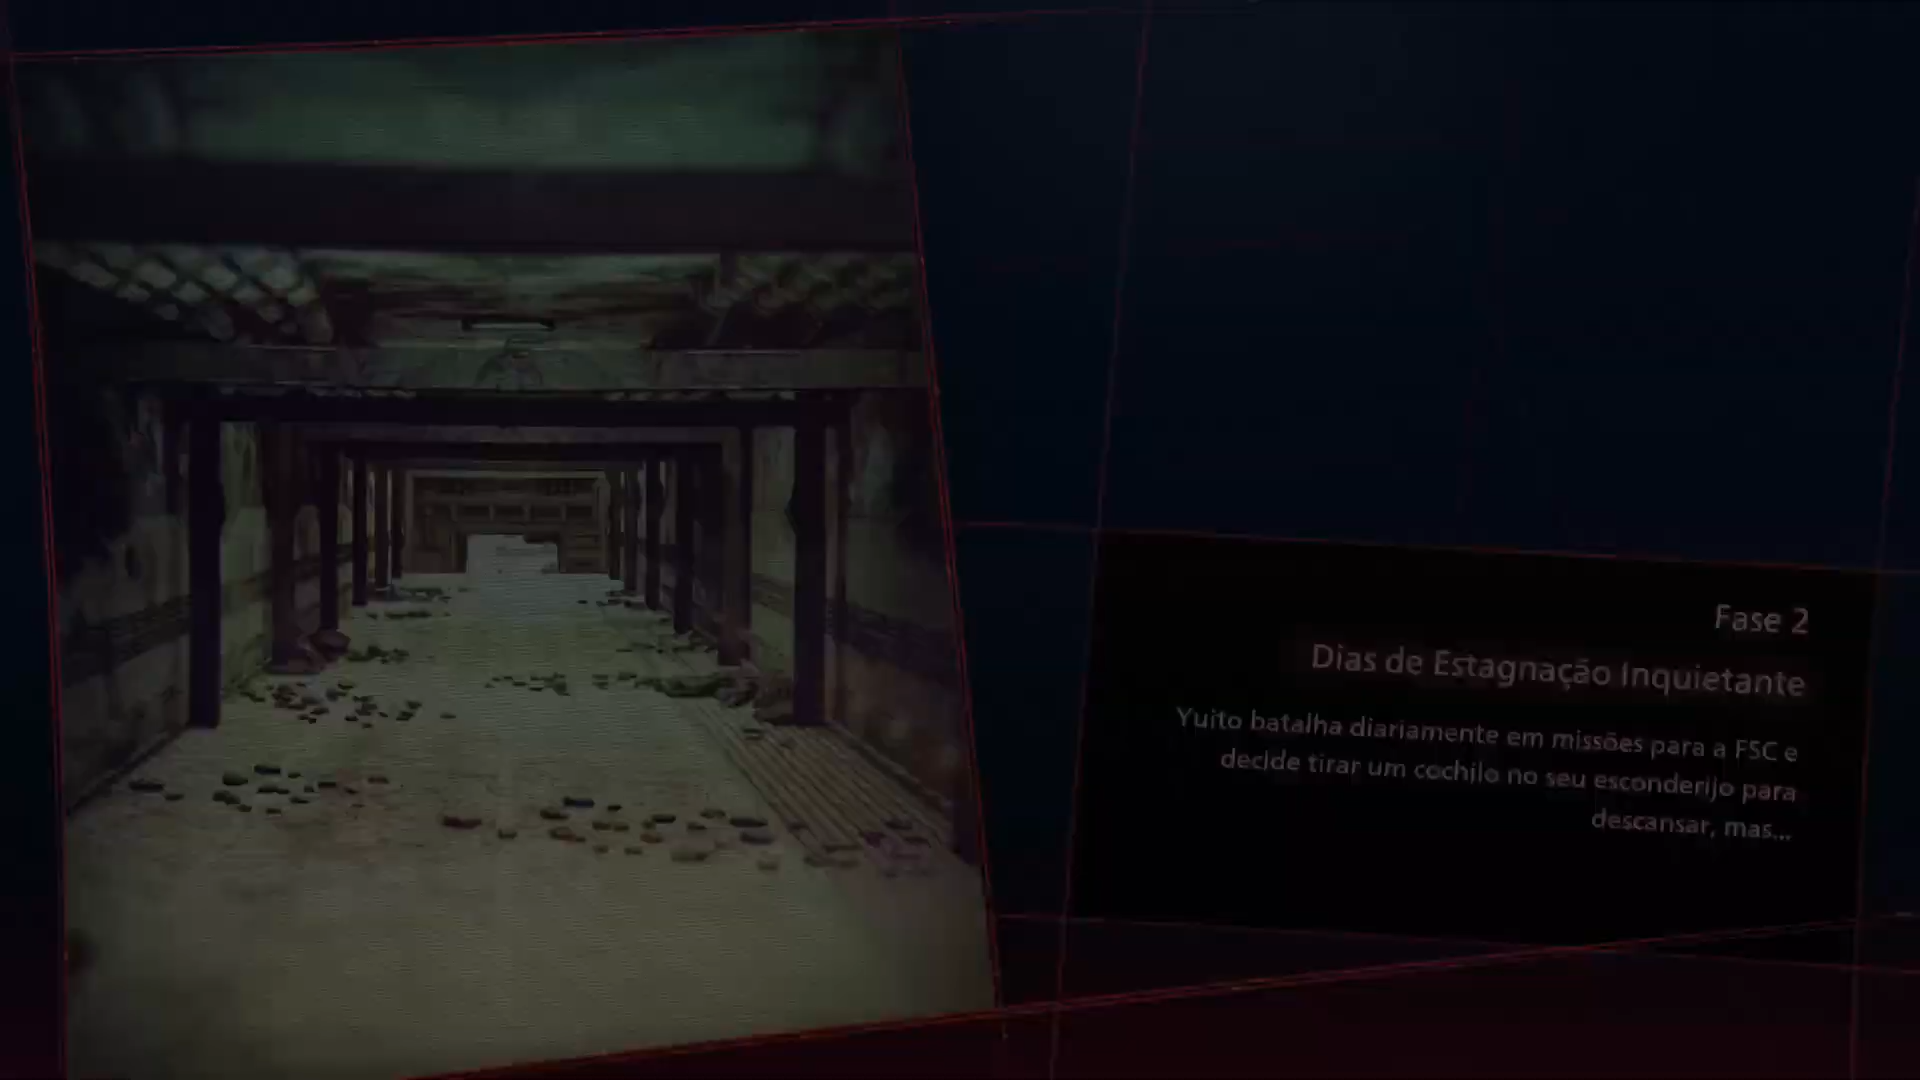 Fase 2
Dias de Estagnação Inquietante
Yuito batalha diariamente em missões para a FSC e
decide tirar um cochilo no seu esconderijo para
descansar, mas...